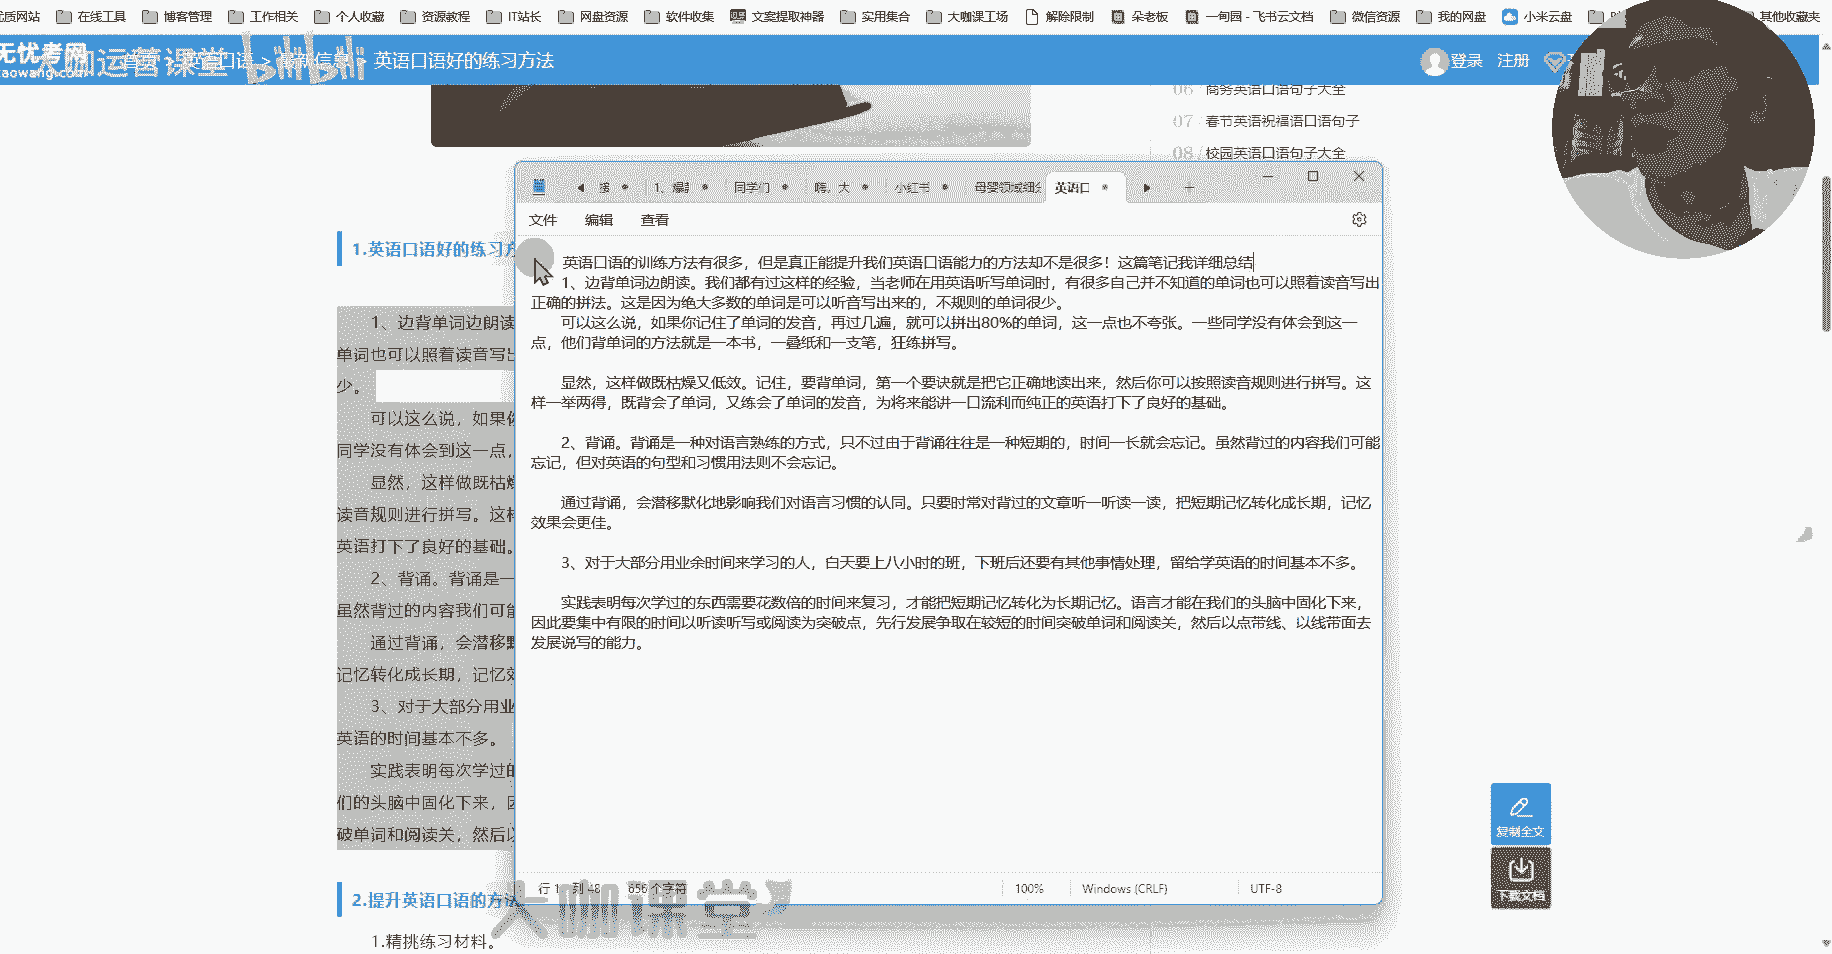 优质网站 在线工具 博客管理 工作相关 个人收藏 资源教程 IT站长 网盘资源 软件收集 文案提取神器 实用集合 大咖课工场 解除限制 朵老板 一旬园 - 飞书云文档 微信资源 我的网盘 小米云盘 其他收藏夹
无忧考网
aowang.com
大咖运营课堂 bilibili
英语口语好的练习方法
登录 注册
06 商务英语口语句子大全
07 春节英语祝福语口语句子
08 校园英语口语句子大全
1、爆 同学们 嗨，大 小红书 母婴领域细分 英语口
文件 编辑 查看
英语口语的训练方法有很多，但是真正能提升我们英语口语能力的方法却不是很多！这篇笔记我详细总结
1、边背单词边朗读。我们都有过这样的经验，当老师在用英语听写单词时，有很多自己并不知道的单词也可以照着读音写出
正确的拼法。这是因为绝大多数的单词是可以听音写出来的，不规则的单词很少。
可以这么说，如果你记住了单词的发音，再过几遍，就可以拼出80%的单词，这一点也不夸张。一些同学没有体会到这一
点，他们背单词的方法就是一本书，一叠纸和一支笔，狂练拼写。
显然，这样做既枯燥又低效。记住，要背单词，第一个要诀就是把它正确地读出来，然后你可以按照读音规则进行拼写。这
样一举两得，既背会了单词，又练会了单词的发音，为将来能讲一口流利而纯正的英语打下了良好的基础。
2、背诵。背诵是一种对语言熟练的方式，只不过由于背诵往往是一种短期的，时间一长就会忘记。虽然背过的内容我们可能
忘记，但对英语的句型和习惯用法则不会忘记。
通过背诵，会潜移默化地影响我们对语言习惯的认同。只要时常对背过的文章听一听读一读，把短期记忆转化成长期，记忆
效果会更佳。
3、对于大部分用业余时间来学习的人，白天要上八小时的班，下班后还要有其他事情处理，留给学英语的时间基本不多。
实践表明每次学过的东西需要花数倍的时间来复习，才能把短期记忆转化为长期记忆。语言才能在我们的头脑中固化下来，
因此要集中有限的时间以听读听写或阅读为突破点，先行发展争取在较短的时间突破单词和阅读关，然后以点带线、以线带面去
发展说写的能力。
行 1，列 48 656 个字符 100% Windows (CRLF) UTF-8
1.英语口语好的练习方
1、边背单词边朗读
单词也可以照着读音写出
少。
可以这么说，如果你
同学没有体会到这一点，
显然，这样做既枯燥
读音规则进行拼写。这样
英语打下了良好的基础。
2、背诵。背诵是一
虽然背过的内容我们可能
通过背诵，会潜移默
记忆转化成长期，记忆效
3、对于大部分用业
英语的时间基本不多。
实践表明每次学过的
们的头脑中固化下来，因
破单词和阅读关，然后以
2.提升英语口语的方法
1.精挑练习材料。
复制全文
下载文档
大咖课堂